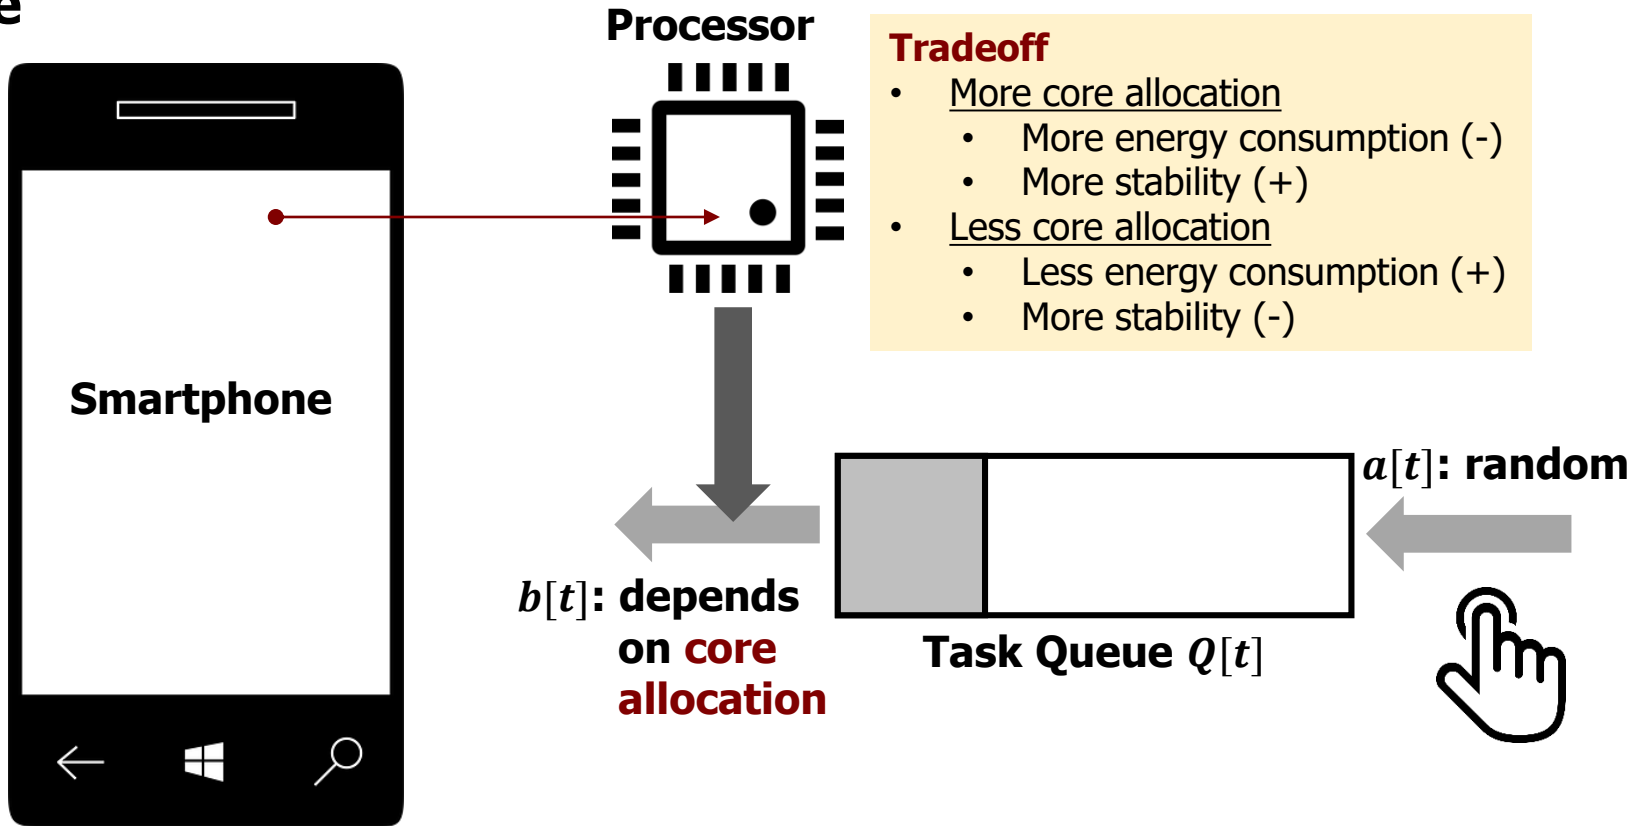 e
Processor
Tradeoff
• More core allocation
• More energy consumption (-)
• More stability (+)
• Less core allocation
• Less energy consumption (+)
• More stability (-)
Smartphone
a[t]: random
b[t]: depends
on core
allocation
Task Queue Q[t]